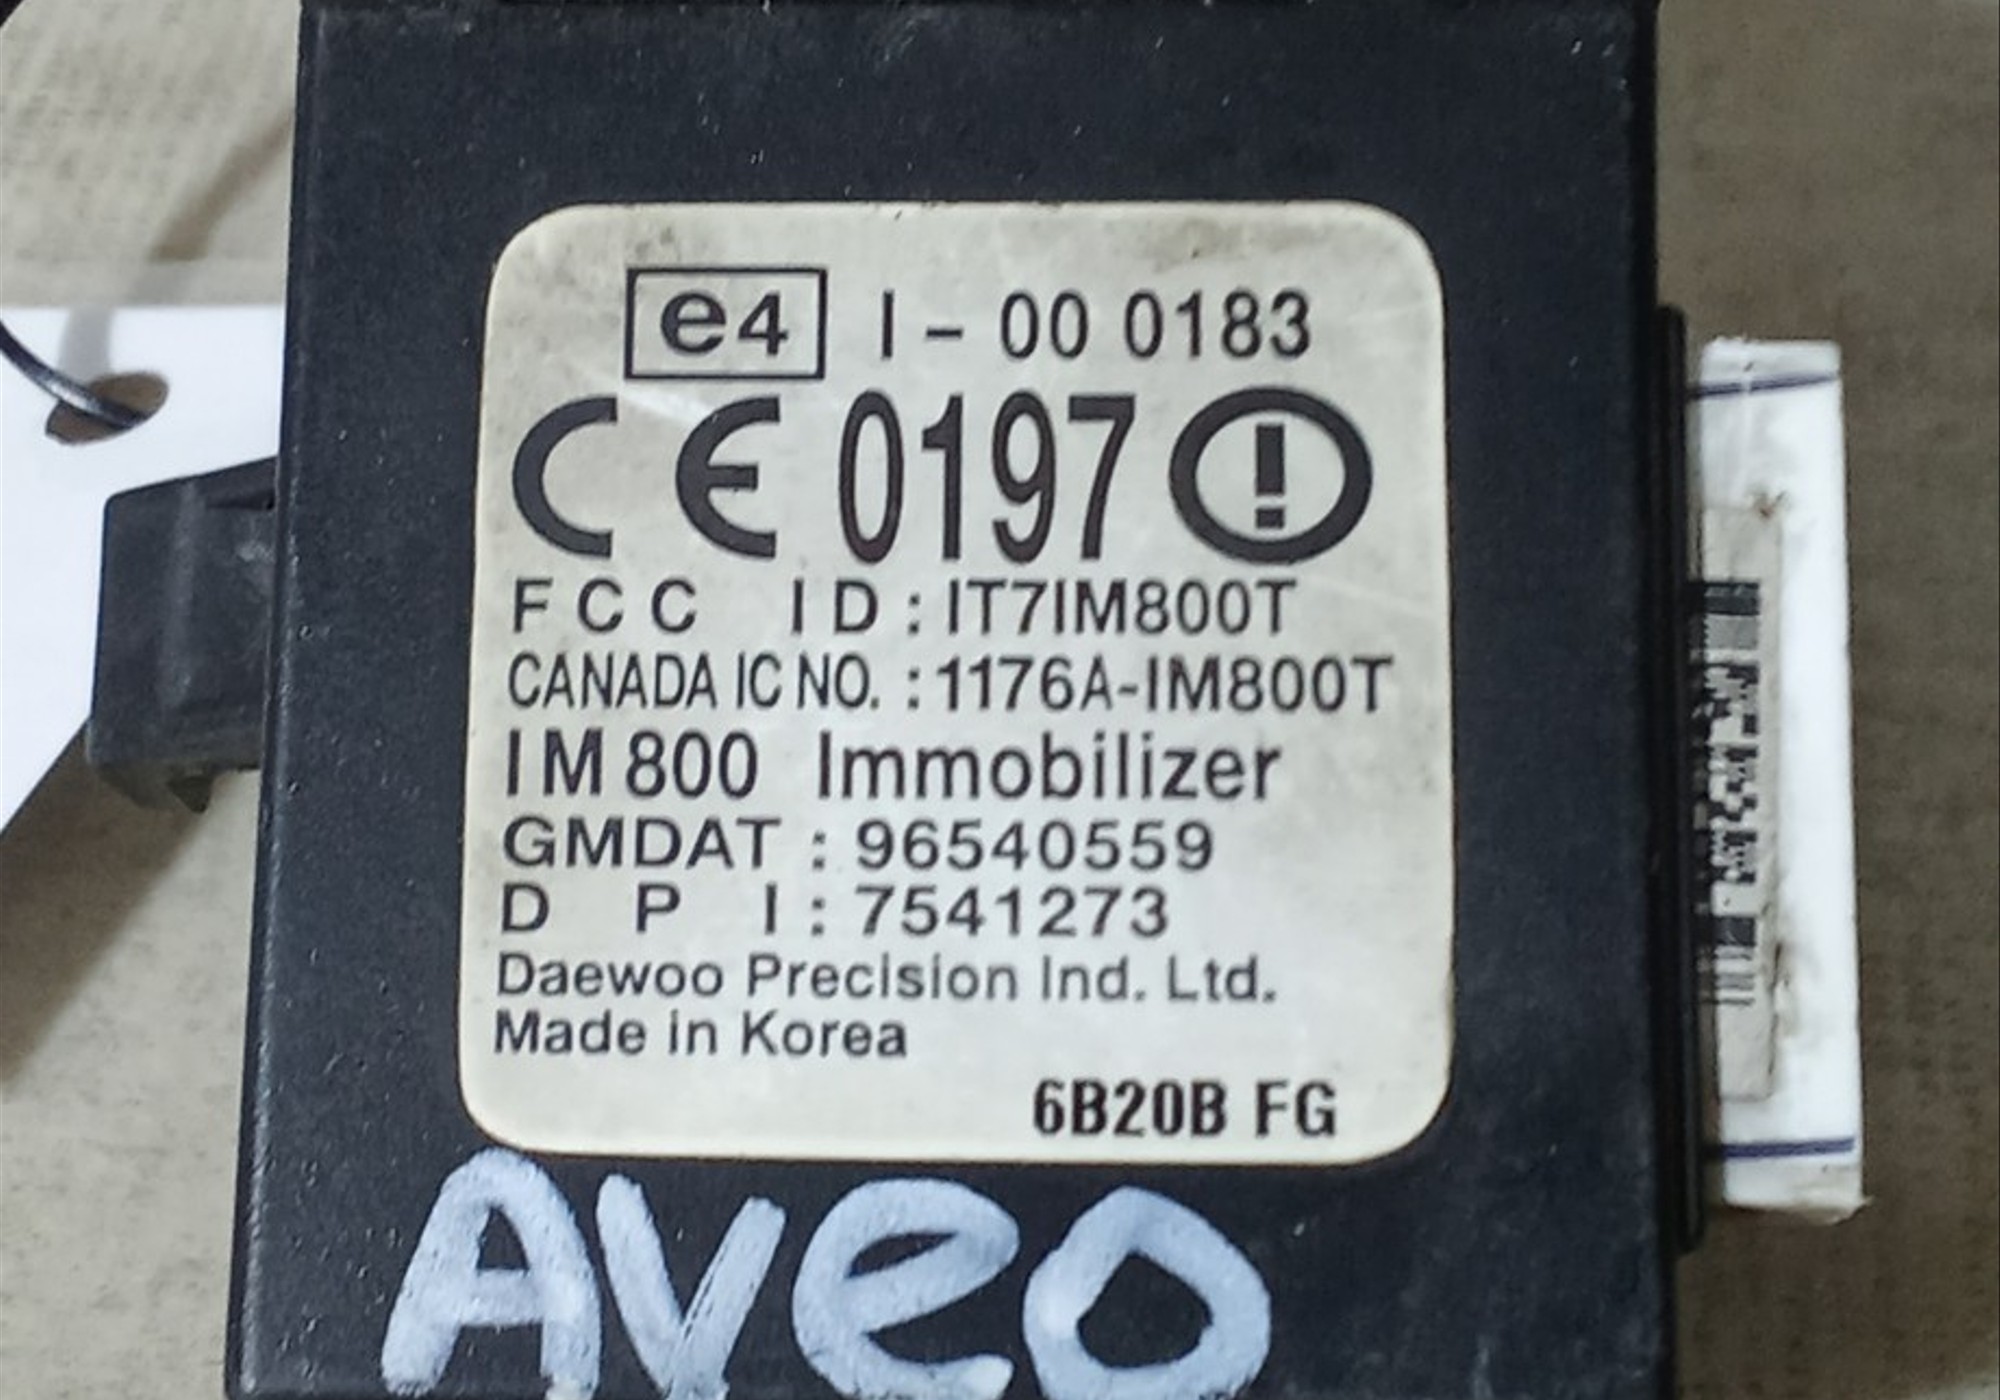 e4 I - 00 0183
CE 0197
FCC ID : IT7IM800T
CANADA IC NO. : 1176A-IM800T
IM 800 Immobilizer
GMDAT : 96540559
D P I : 7541273
Daewoo Precision Ind. Ltd.
Made in Korea
6B20B FG
Aveo